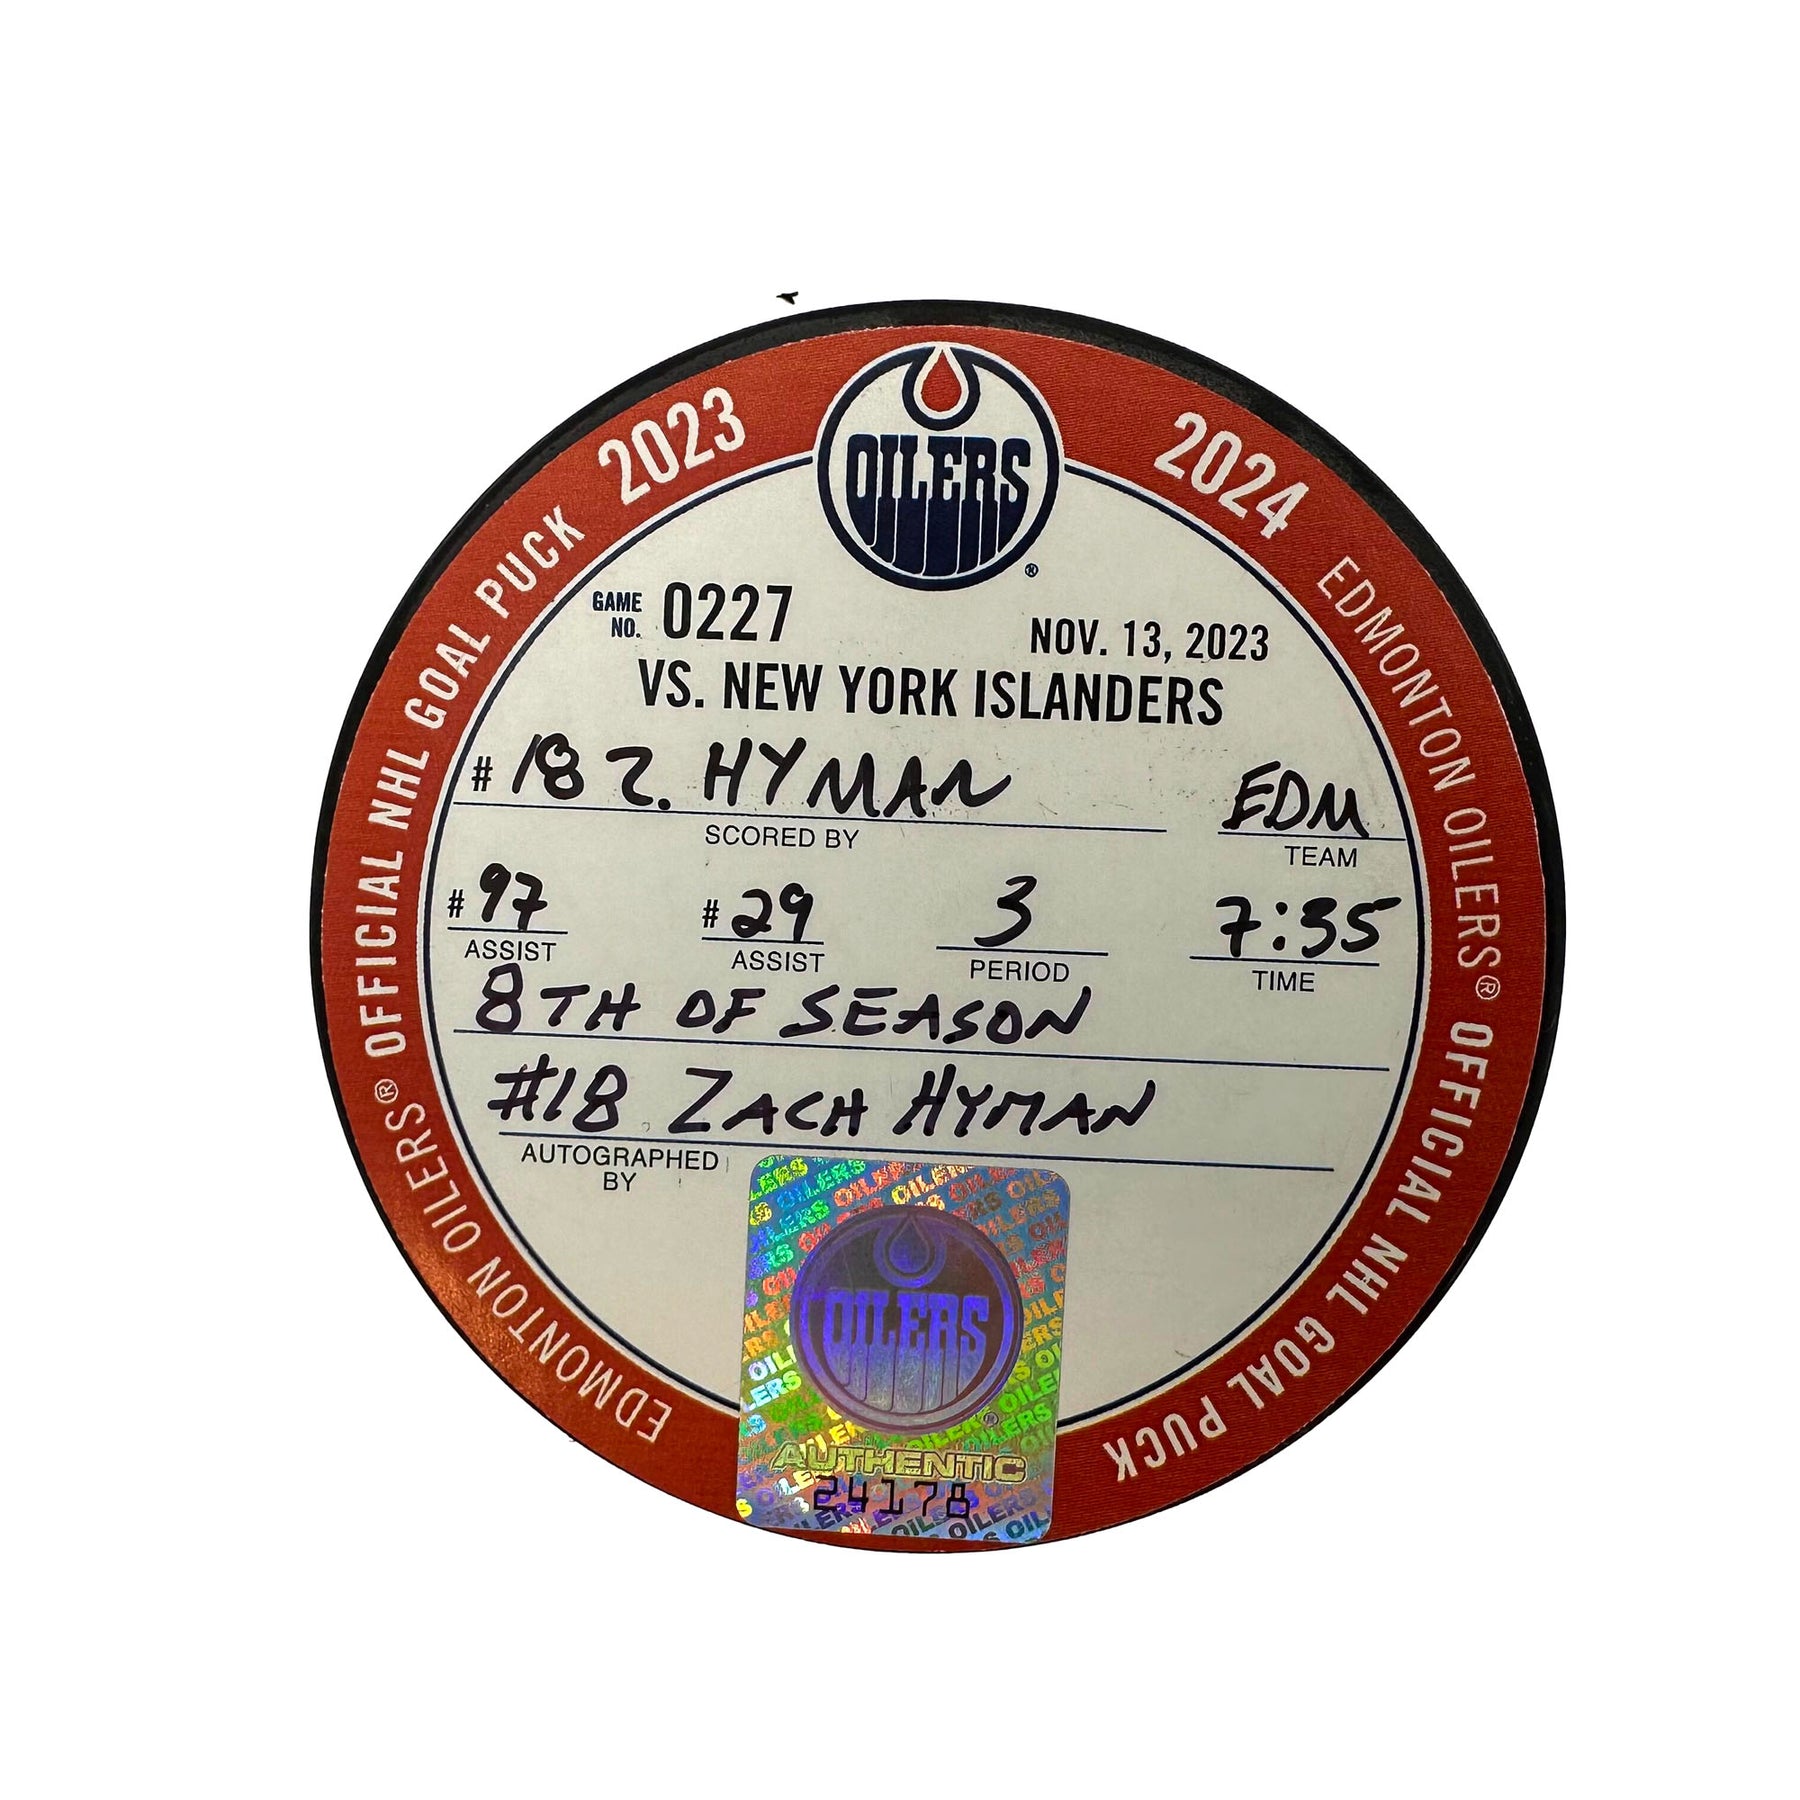 2023 2024
OILERS
®
EDMONTON OILERS® OFFICIAL NHL GOAL PUCK
EDMONTON OILERS® OFFICIAL NHL GOAL PUCK
GAME NO. 0227
NOV. 13, 2023
VS. NEW YORK ISLANDERS
# 18 Z. HYMAN EDM
SCORED BY TEAM
# 97 # 29 3 7:35
ASSIST ASSIST PERIOD TIME
8TH OF SEASON
#18 ZACH HYMAN
AUTOGRAPHED
BY
OILERS
®
AUTHENTIC
24178